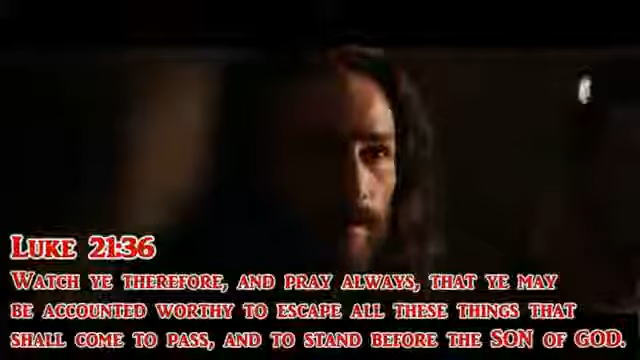 Luke 21:36
Watch ye therefore, and pray always, that ye may
be accounted worthy to escape all these things that
shall come to pass, and to stand before the SON of GOD.